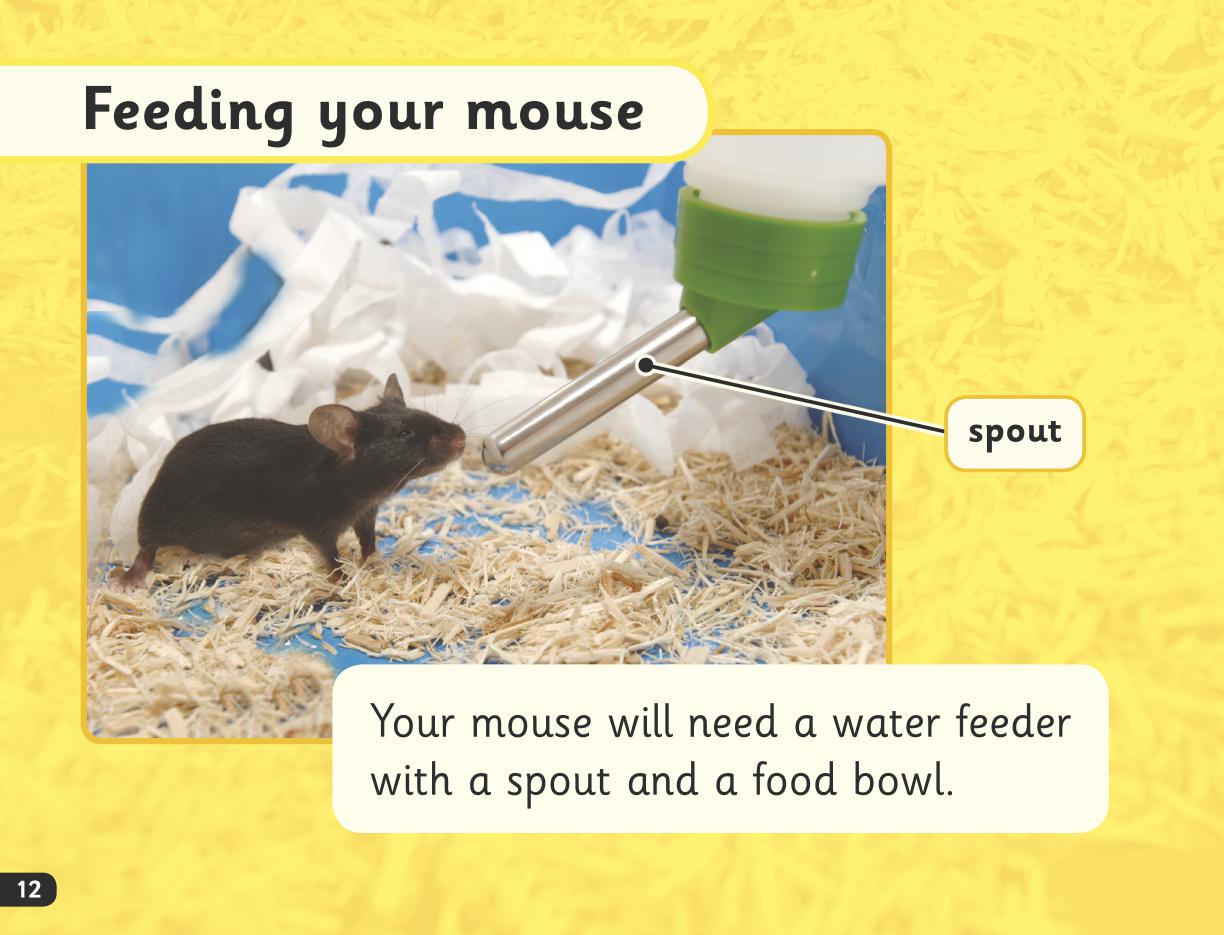 Feeding your mouse
spout
Your mouse will need a water feeder
with a spout and a food bowl.
12